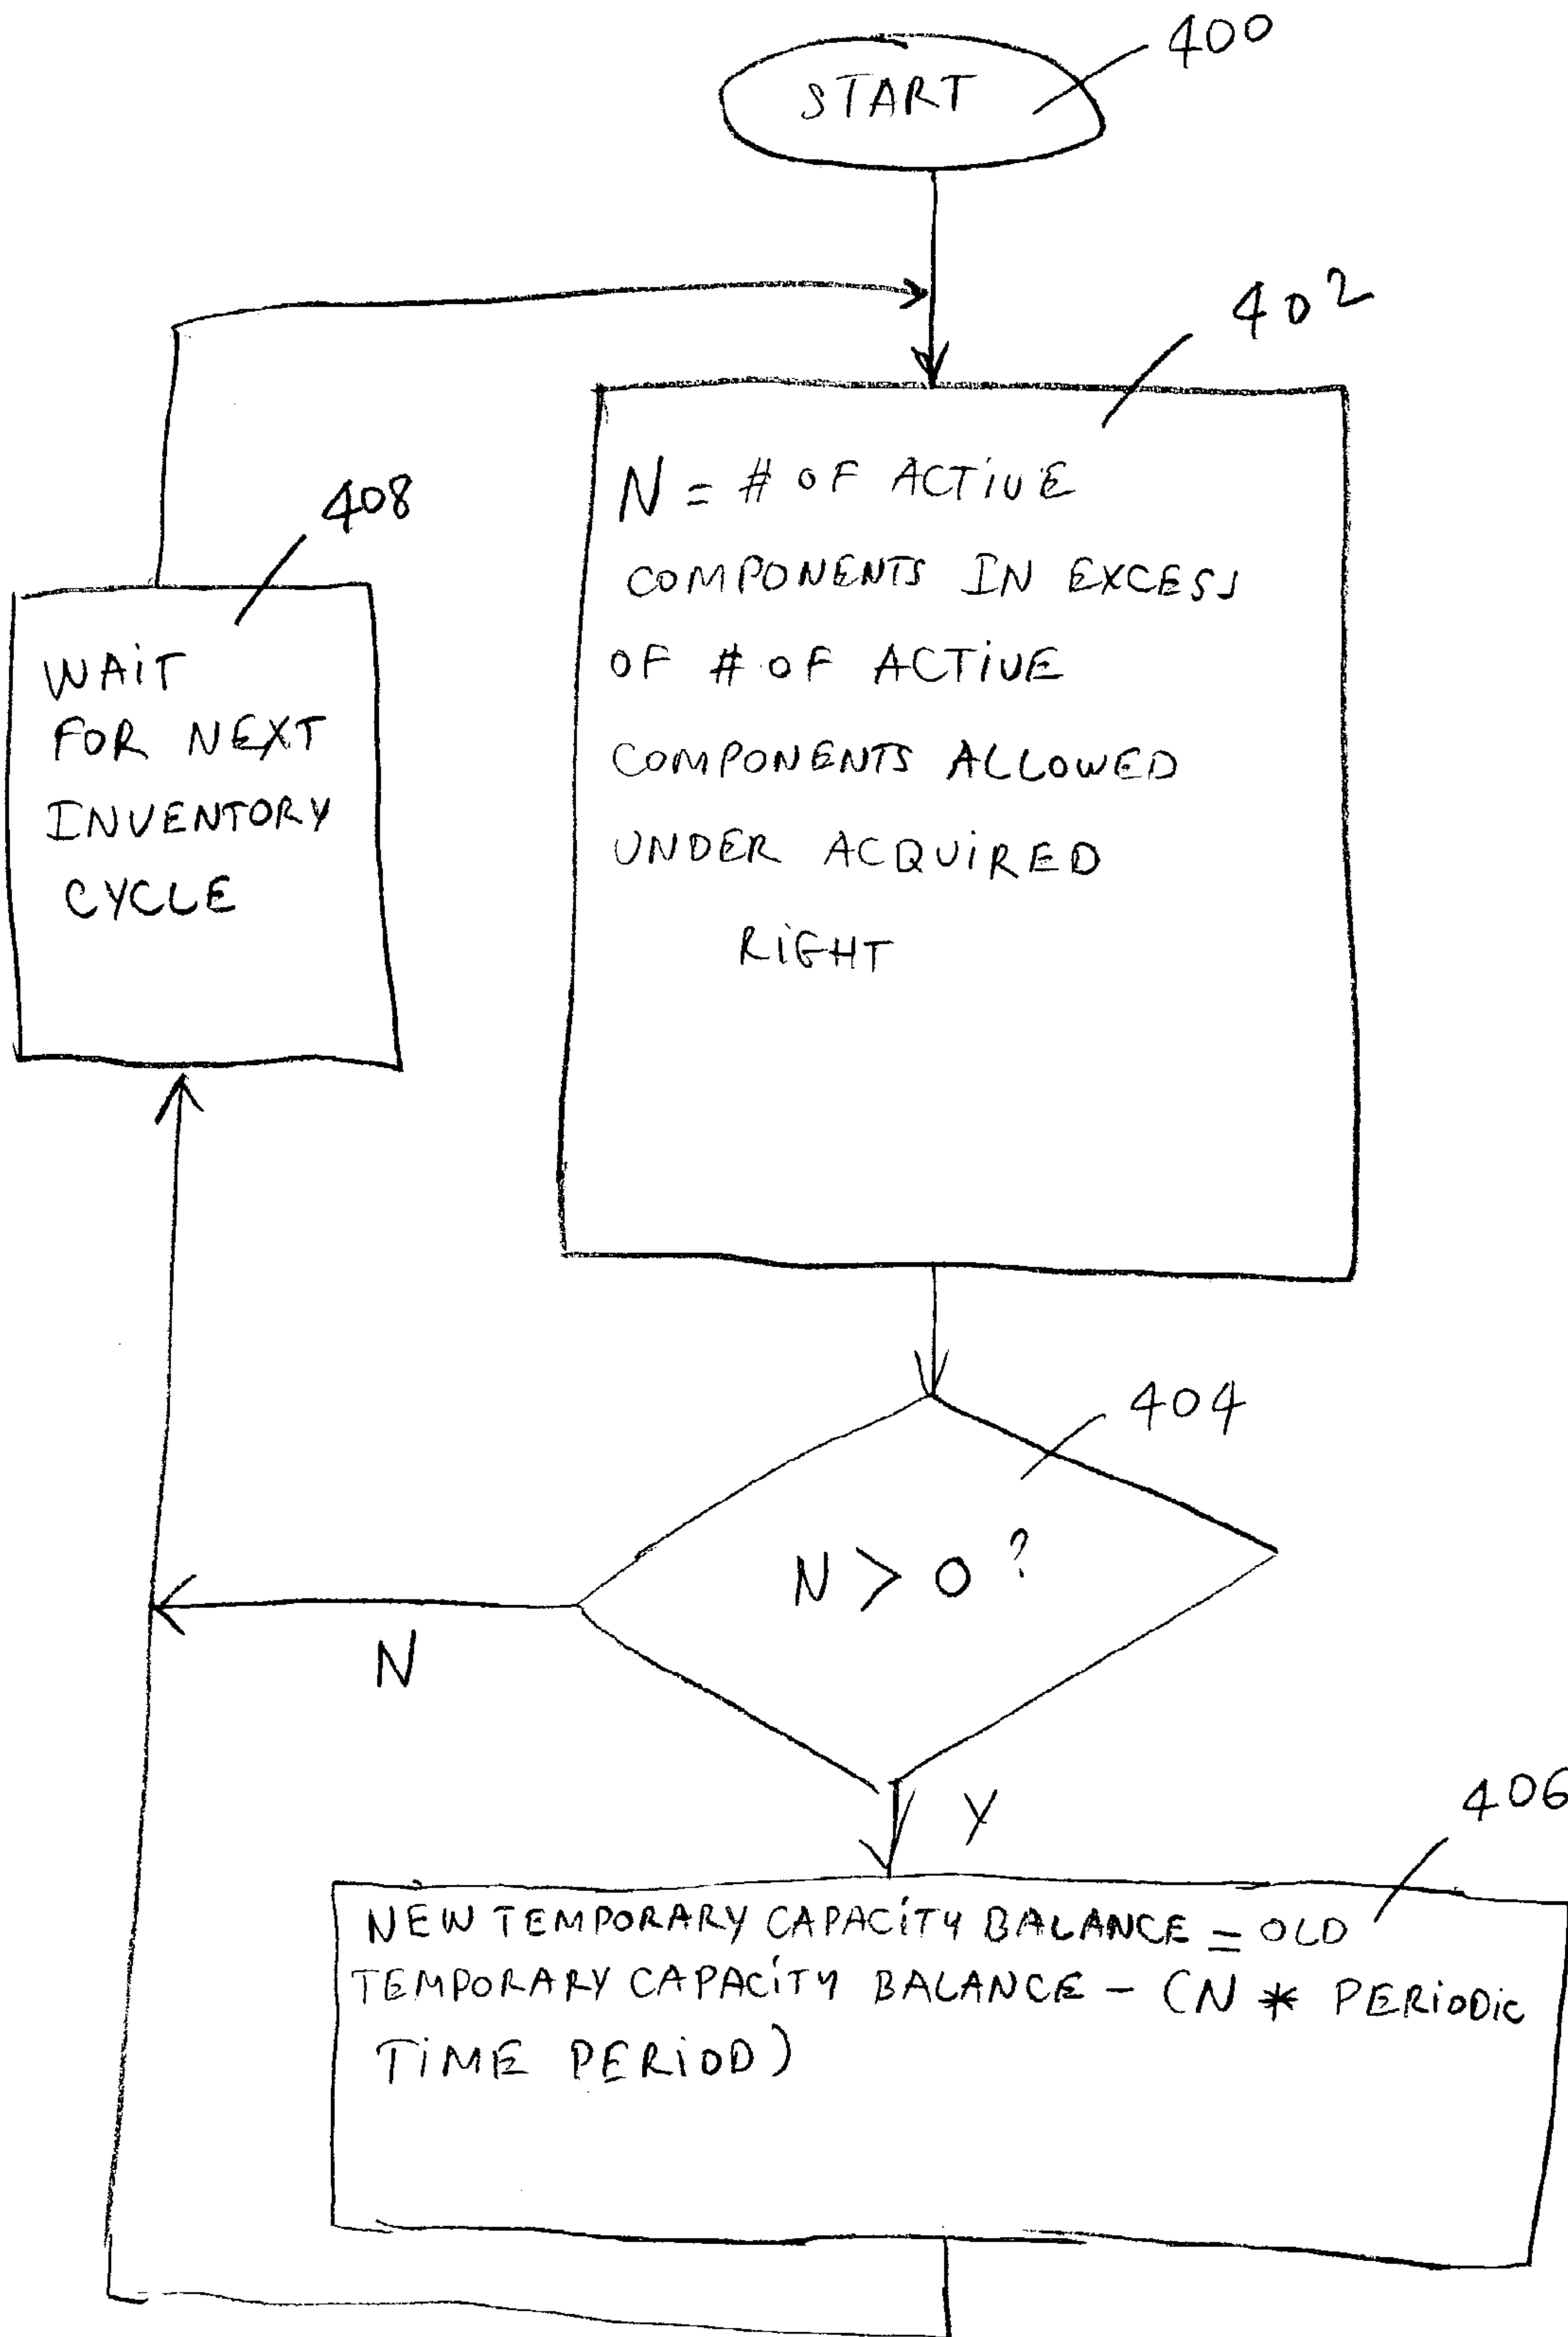 400
START
402
N = # OF ACTIVE
COMPONENTS IN EXCESS
OF # OF ACTIVE
COMPONENTS ALLOWED
UNDER ACQUIRED
RIGHT
408
WAIT
FOR NEXT
INVENTORY
CYCLE
404
N > 0 ?
N
Y
406
NEW TEMPORARY CAPACITY BALANCE = OLD
TEMPORARY CAPACITY BALANCE - (N * PERIODIC
TIME PERIOD)